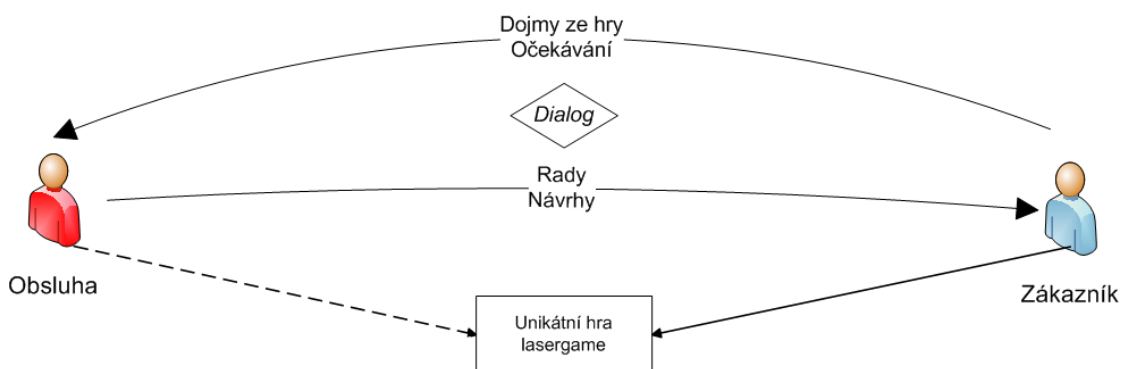 Dojmy ze hry
Očekávání
Dialog
Rady
Návrhy
Obsluha
Zákazník
Unikátní hra
lasergame